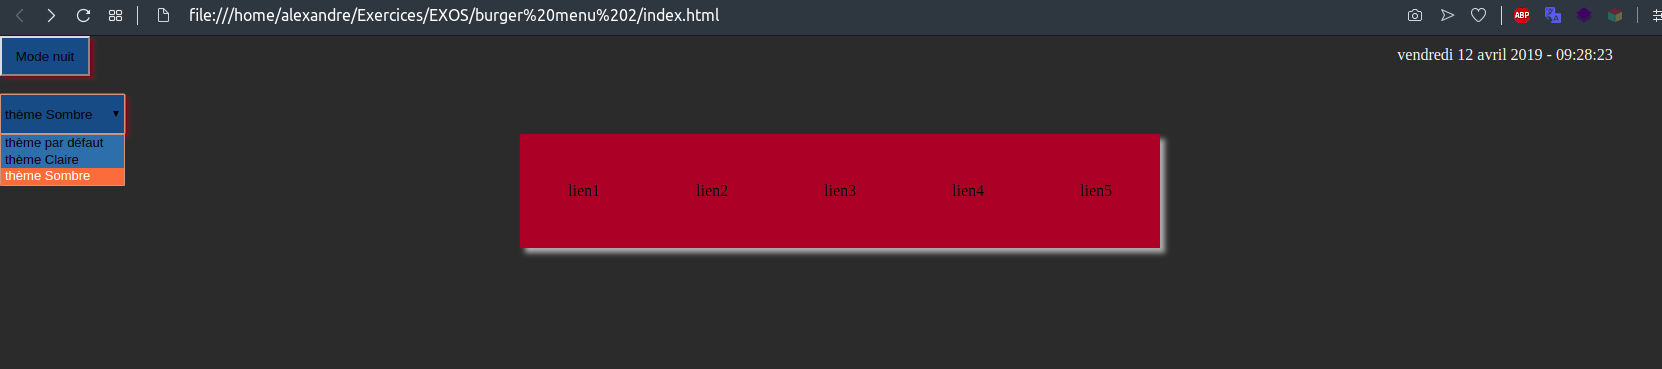 file:///home/alexandre/Exercices/EXOS/burger%20menu%202/index.html
ABP
Mode nuit
vendredi 12 avril 2019 - 09:28:23
thème Sombre
thème par défaut
thème Claire
thème Sombre
lien1 lien2 lien3 lien4 lien5